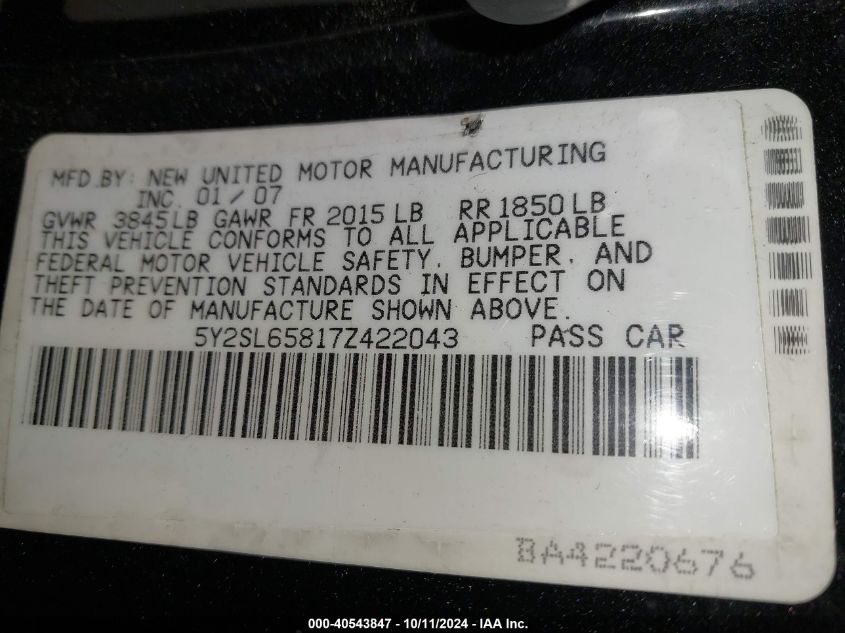 MFD.BY: NEW UNITED MOTOR MANUFACTURING
INC. 01/07
GVWR 3845LB GAWR FR 2015 LB RR 1850 LB
THIS VEHICLE CONFORMS TO ALL APPLICABLE
FEDERAL MOTOR VEHICLE SAFETY, BUMPER, AND
THEFT PREVENTION STANDARDS IN EFFECT ON
THE DATE OF MANUFACTURE SHOWN ABOVE.
5Y2SL65817Z422043 PASS CAR
BA4220676
000-40543847 - 10/11/2024 - IAA Inc.